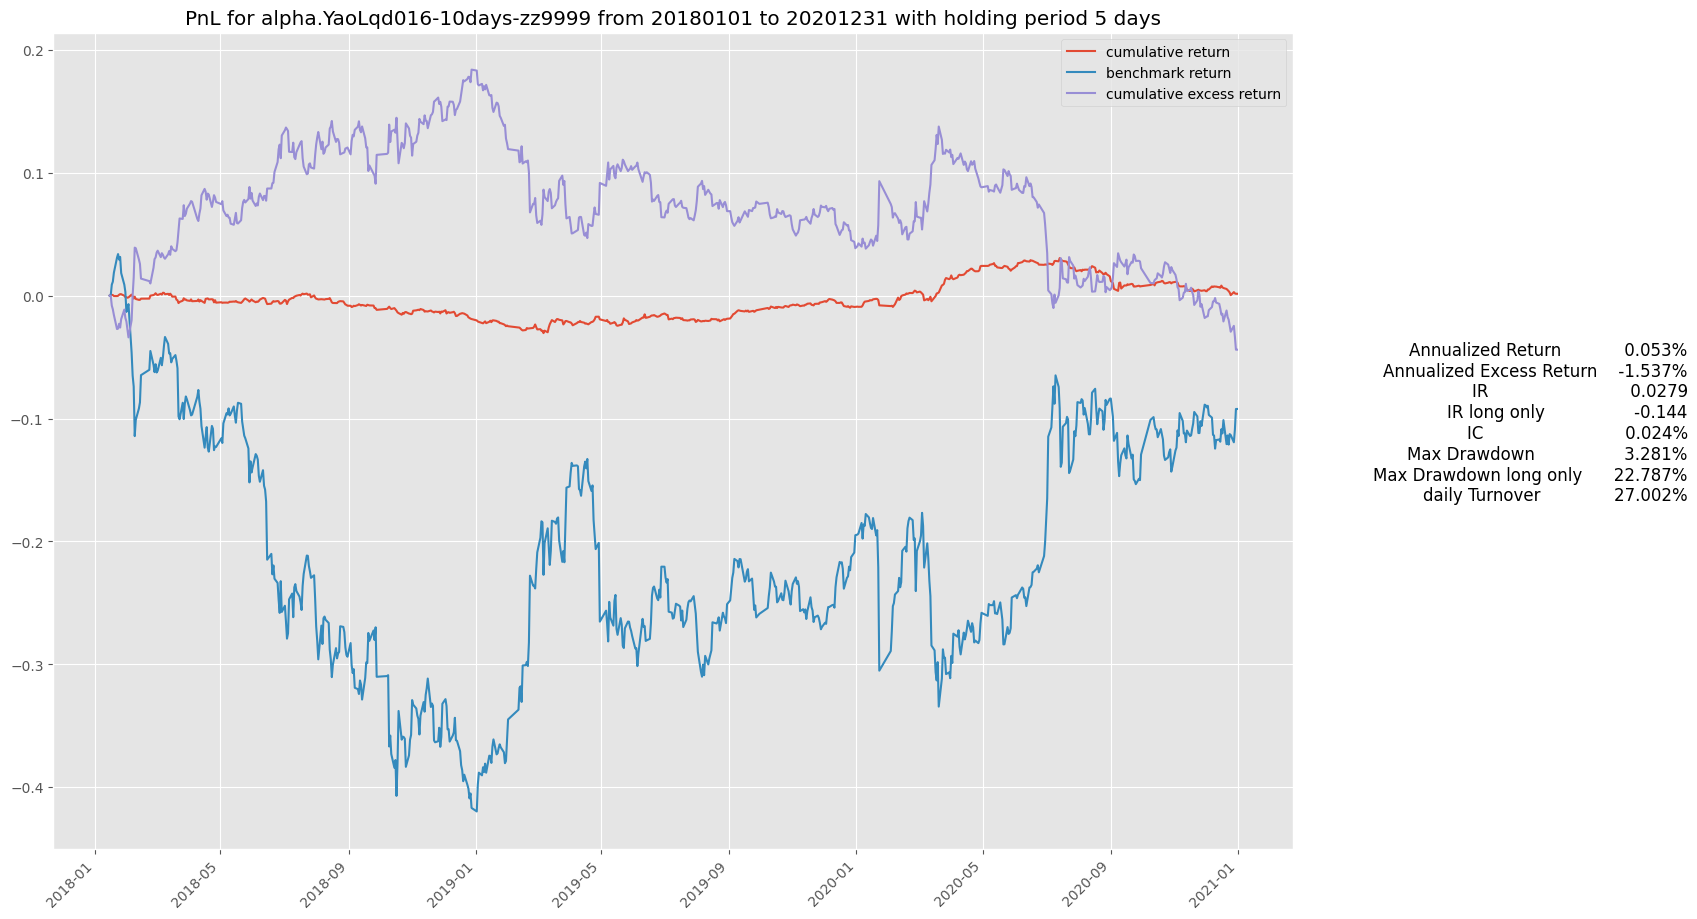 PnL for alpha.YaoLqd016-10days-zz9999 from 20180101 to 20201231 with holding period 5 days
cumulative return
benchmark return
cumulative excess return
0.2
0.1
0.0
−0.1
−0.2
−0.3
−0.4
2018-01
2018-05
2018-09
2019-01
2019-05
2019-09
2020-01
2020-05
2020-09
2021-01
Annualized Return 0.053%
Annualized Excess Return -1.537%
IR 0.0279
IR long only -0.144
IC 0.024%
Max Drawdown 3.281%
Max Drawdown long only 22.787%
daily Turnover 27.002%